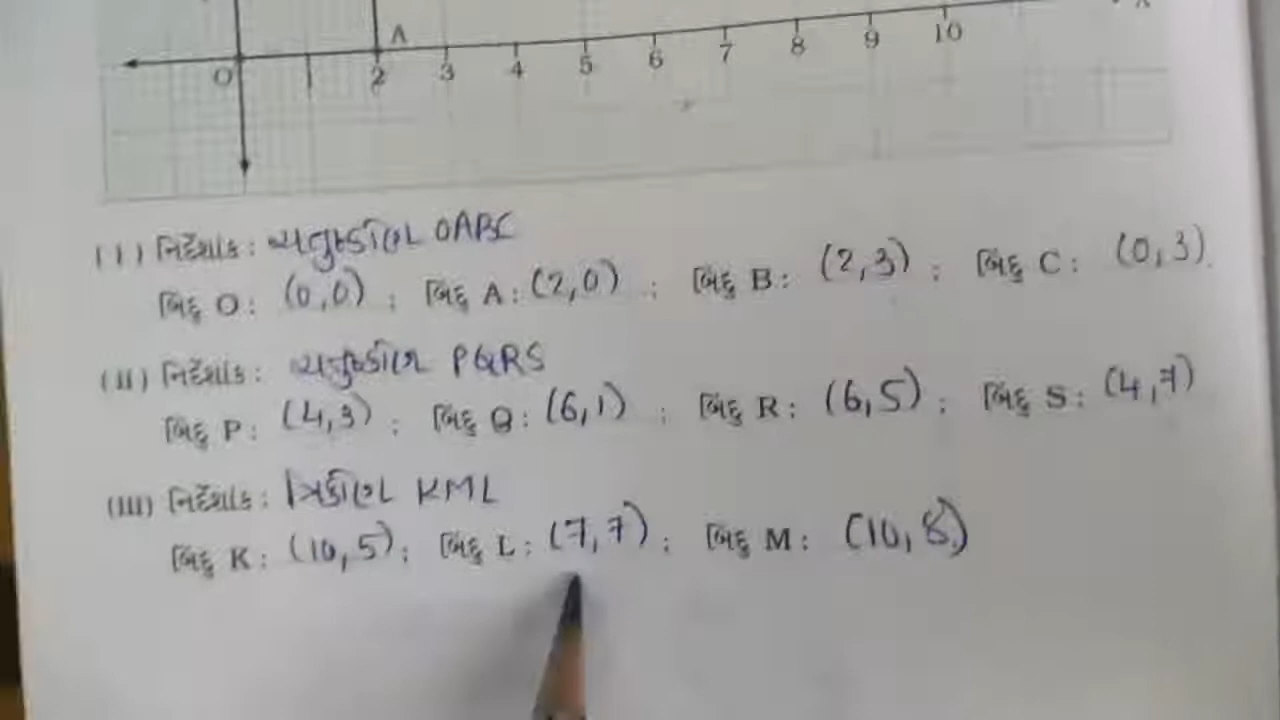 A
O 2 3 4 5 6 7 8 9 10
(I) નિર્દેશાંક : ચતુષ્કોણ OABC
બિંદુ O: (0,0) ; બિંદુ A: (2,0) ; બિંદુ B: (2,3) ; બિંદુ C: (0,3).
(II) નિર્દેશાંક : ચતુષ્કોણ PQRS
બિંદુ P: (4,3) ; બિંદુ Q: (6,1) ; બિંદુ R: (6,5) ; બિંદુ S: (4,7)
(III) નિર્દેશાંક : ત્રિકોણ KML
બિંદુ K: (10,5) ; બિંદુ L: (7,7) ; બિંદુ M: (10,8)